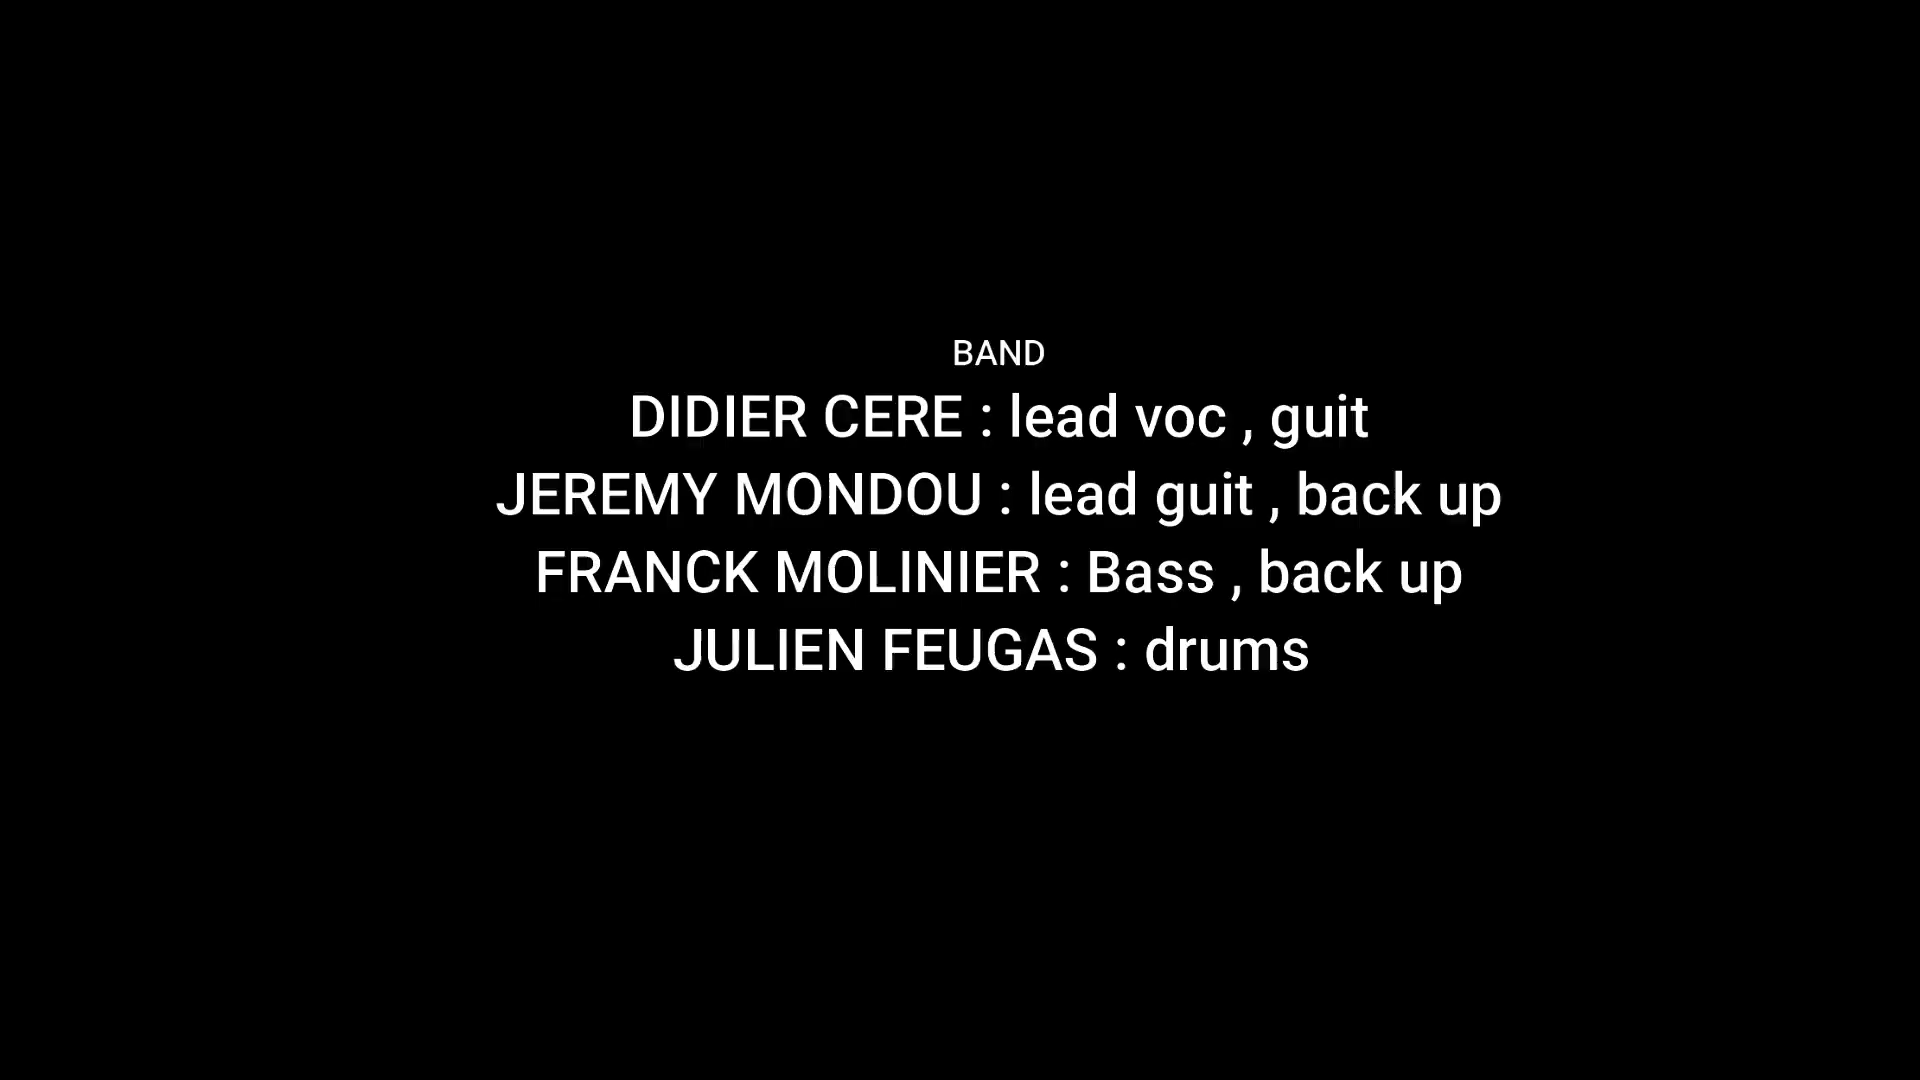 BAND
DIDIER CERE : lead voc , guit
JEREMY MONDOU : lead guit , back up
FRANCK MOLINIER : Bass , back up
JULIEN FEUGAS : drums